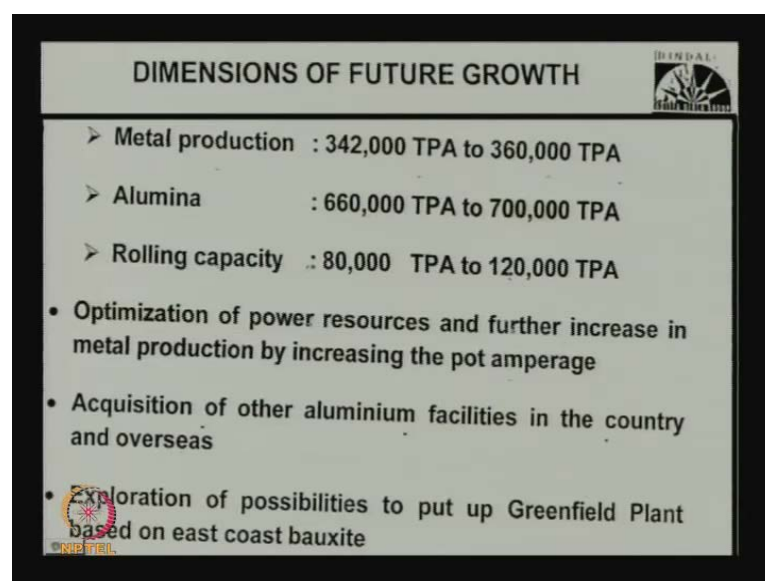 DIMENSIONS OF FUTURE GROWTH
➢ Metal production : 342,000 TPA to 360,000 TPA
➢ Alumina : 660,000 TPA to 700,000 TPA
➢ Rolling capacity : 80,000 TPA to 120,000 TPA
• Optimization of power resources and further increase in
metal production by increasing the pot amperage
• Acquisition of other aluminium facilities in the country
and overseas
• Exploration of possibilities to put up Greenfield Plant
based on east coast bauxite
NPTEL